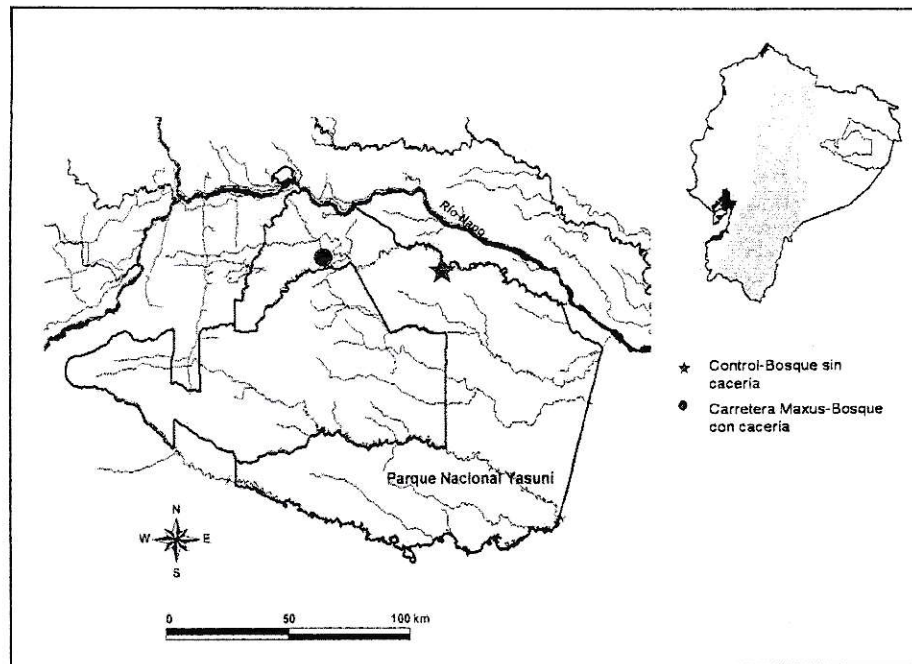 Río Napo
Control-Bosque sin
cacería
Carretera Maxus-Bosque
con cacería
Parque Nacional Yasuní
N
W E
S
0 50 100 km